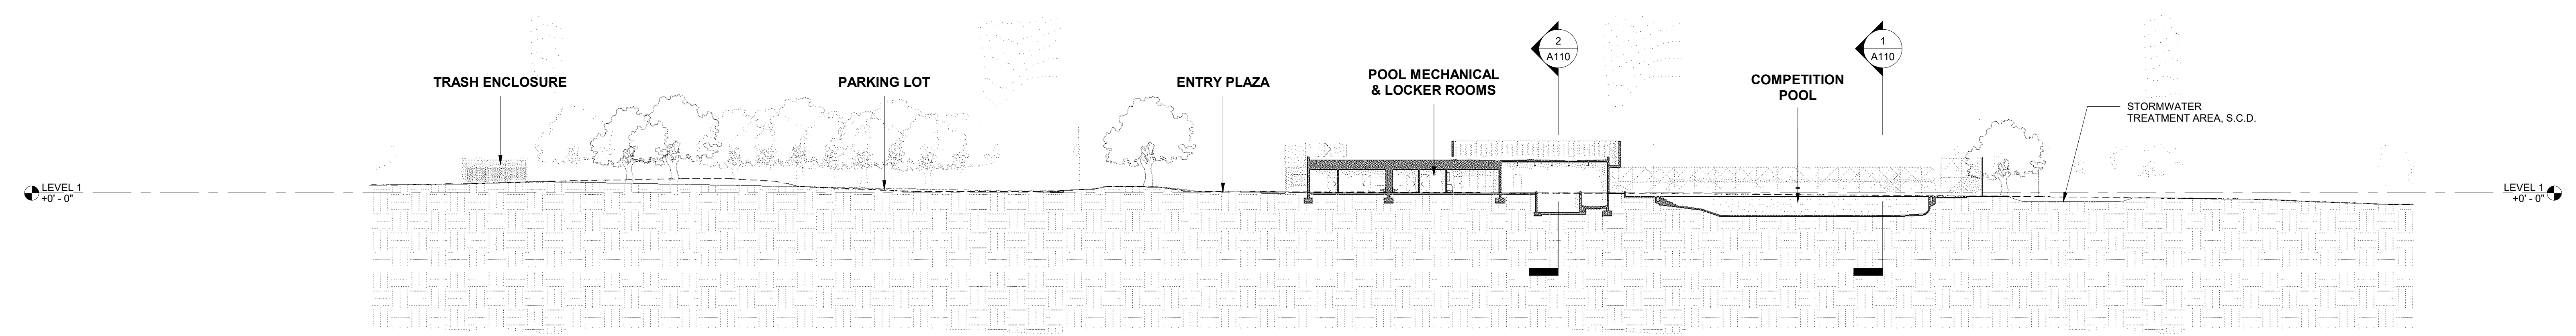 2
A110
1
A110
TRASH ENCLOSURE
PARKING LOT
ENTRY PLAZA
POOL MECHANICAL
& LOCKER ROOMS
COMPETITION
POOL
STORMWATER
TREATMENT AREA, S.C.D.
LEVEL 1
+0' - 0"
LEVEL 1
+0' - 0"